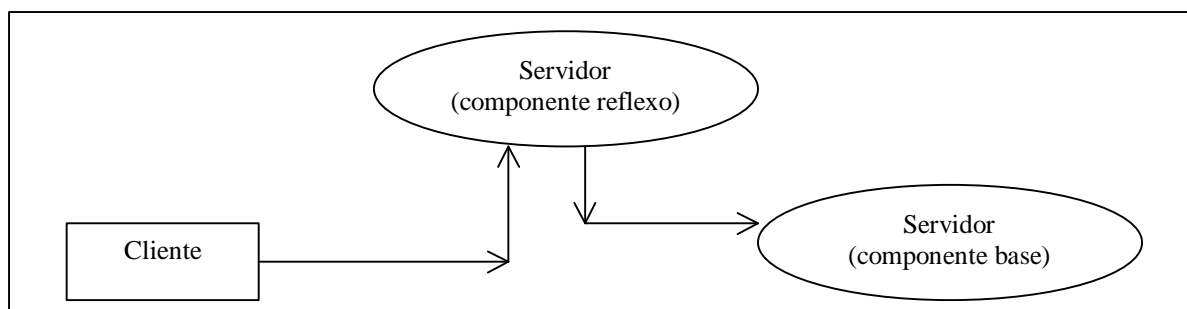 Servidor
(componente reflexo)
Cliente
Servidor
(componente base)